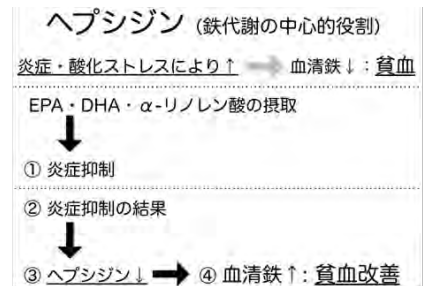 ヘプシジン (鉄代謝の中心的役割)
炎症・酸化ストレスにより↑ 血清鉄↓：貧血
EPA・DHA・α-リノレン酸の摂取
① 炎症抑制
② 炎症抑制の結果
③ ヘプシジン↓ ④ 血清鉄↑：貧血改善